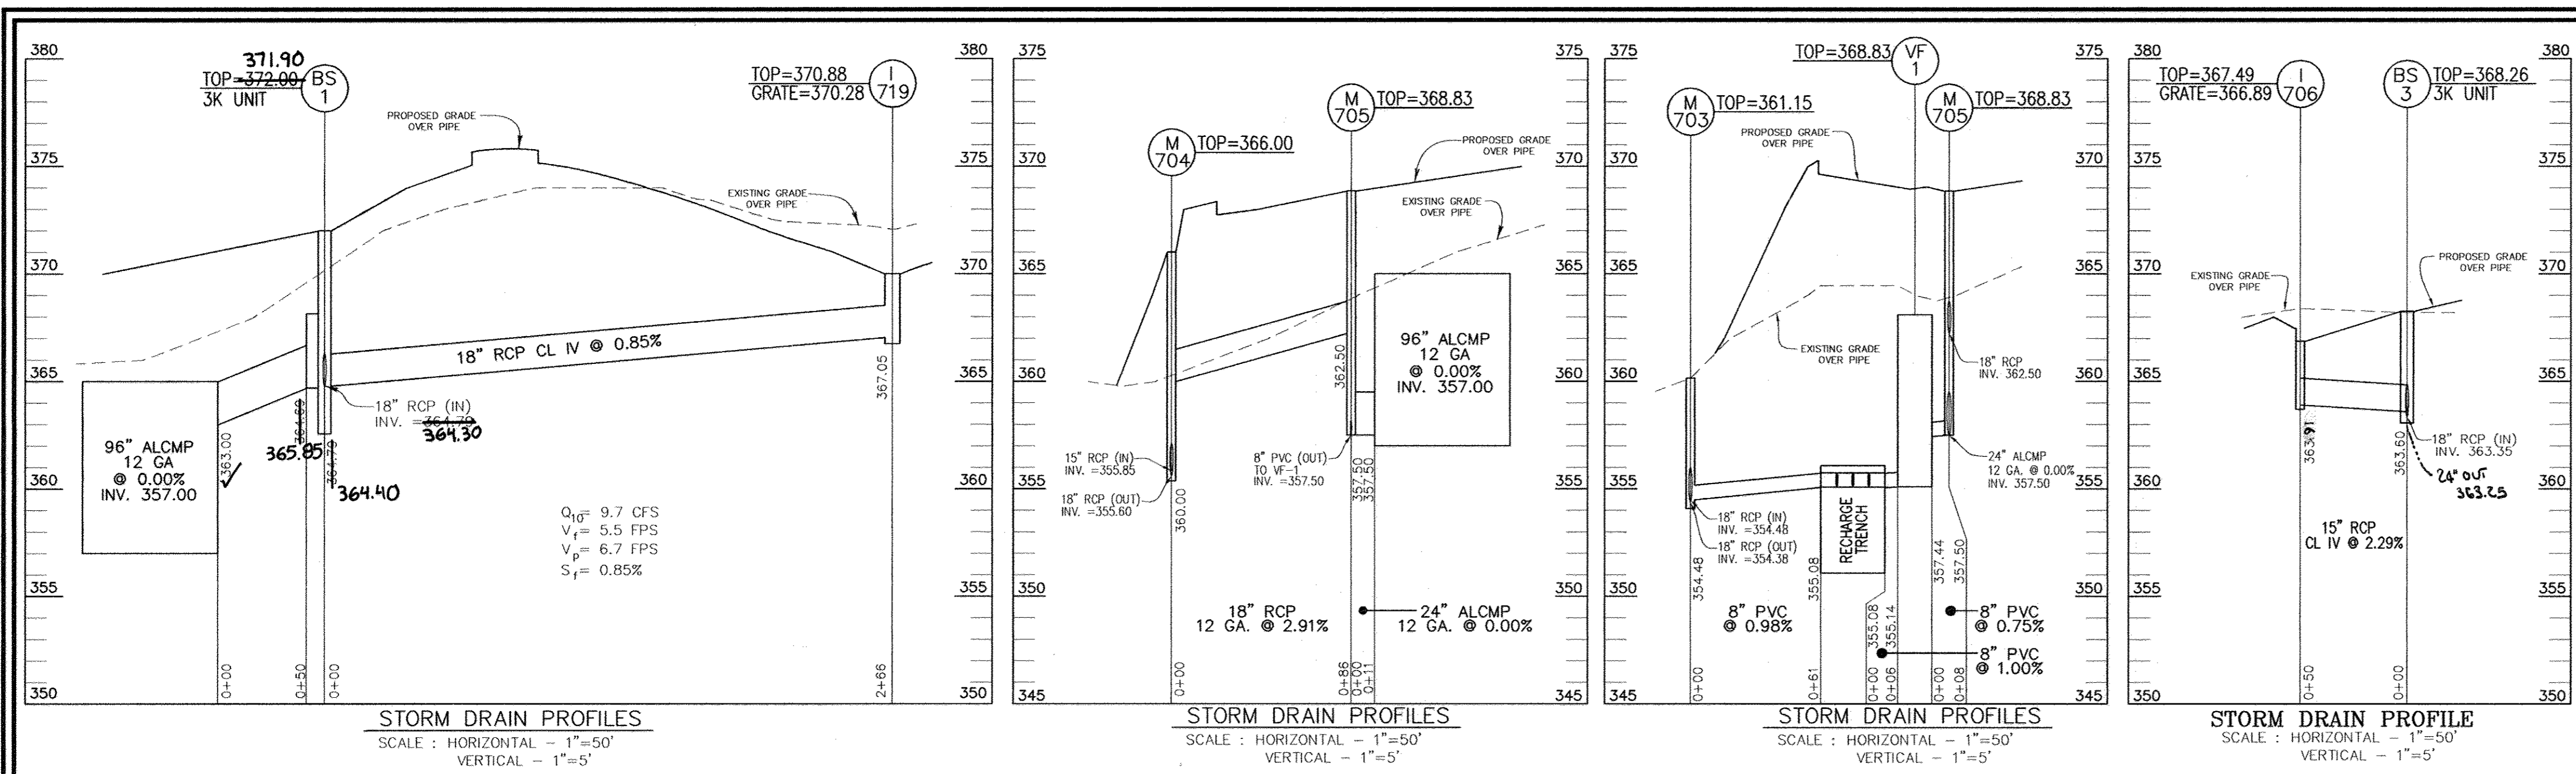 380
375
370
365
360
355
350
371.90
TOP=372.00
3K UNIT
BS
1
TOP=370.88
GRATE=370.28
I
719
PROPOSED GRADE
OVER PIPE
EXISTING GRADE
OVER PIPE
18" RCP CL IV @ 0.85%
18" RCP (IN)
INV. =364.79
364.30
96" ALCMP
12 GA
@ 0.00%
INV. 357.00
363.00
365.85
364.79
364.40
367.05
Q10= 9.7 CFS
Vf= 5.5 FPS
Vp= 6.7 FPS
Sf= 0.85%
0+00
0+50
0+00
2+66
380
375
370
365
360
355
350
STORM DRAIN PROFILES
SCALE : HORIZONTAL - 1"=50'
VERTICAL - 1"=5'
375
370
365
360
355
350
345
M
704
TOP=366.00
M
705
TOP=368.83
PROPOSED GRADE
OVER PIPE
EXISTING GRADE
OVER PIPE
96" ALCMP
12 GA
@ 0.00%
INV. 357.00
362.50
15" RCP (IN)
INV. =355.85
18" RCP (OUT)
INV. =355.60
8" PVC (OUT)
TO VF-1
INV. =357.50
360.00
357.50
357.50
18" RCP
12 GA. @ 2.91%
24" ALCMP
12 GA. @ 0.00%
0+00
0+86
0+00
0+11
375
370
365
360
355
350
345
STORM DRAIN PROFILES
SCALE : HORIZONTAL - 1"=50'
VERTICAL - 1"=5'
375
370
365
360
355
350
345
TOP=368.83
VF
1
M
703
TOP=361.15
M
705
TOP=368.83
PROPOSED GRADE
OVER PIPE
EXISTING GRADE
OVER PIPE
18" RCP
INV. 362.50
24" ALCMP
12 GA. @ 0.00%
INV. 357.50
18" RCP (IN)
INV. =354.48
18" RCP (OUT)
INV. =354.38
RECHARGE
TRENCH
354.48
355.08
355.08
355.14
357.44
357.50
8" PVC
@ 0.98%
8" PVC
@ 0.75%
8" PVC
@ 1.00%
0+00
0+61
0+00
0+06
0+00
0+08
375
370
365
360
355
350
345
STORM DRAIN PROFILES
SCALE : HORIZONTAL - 1"=50'
VERTICAL - 1"=5'
380
375
370
365
360
355
350
TOP=367.49
GRATE=366.89
I
706
BS
3
TOP=368.26
3K UNIT
EXISTING GRADE
OVER PIPE
PROPOSED GRADE
OVER PIPE
363.91
363.60
18" RCP (IN)
INV. 363.35
24" OUT
363.25
15" RCP
CL IV @ 2.29%
0+50
0+00
380
375
370
365
360
355
350
STORM DRAIN PROFILE
SCALE : HORIZONTAL - 1"=50'
VERTICAL - 1"=5'